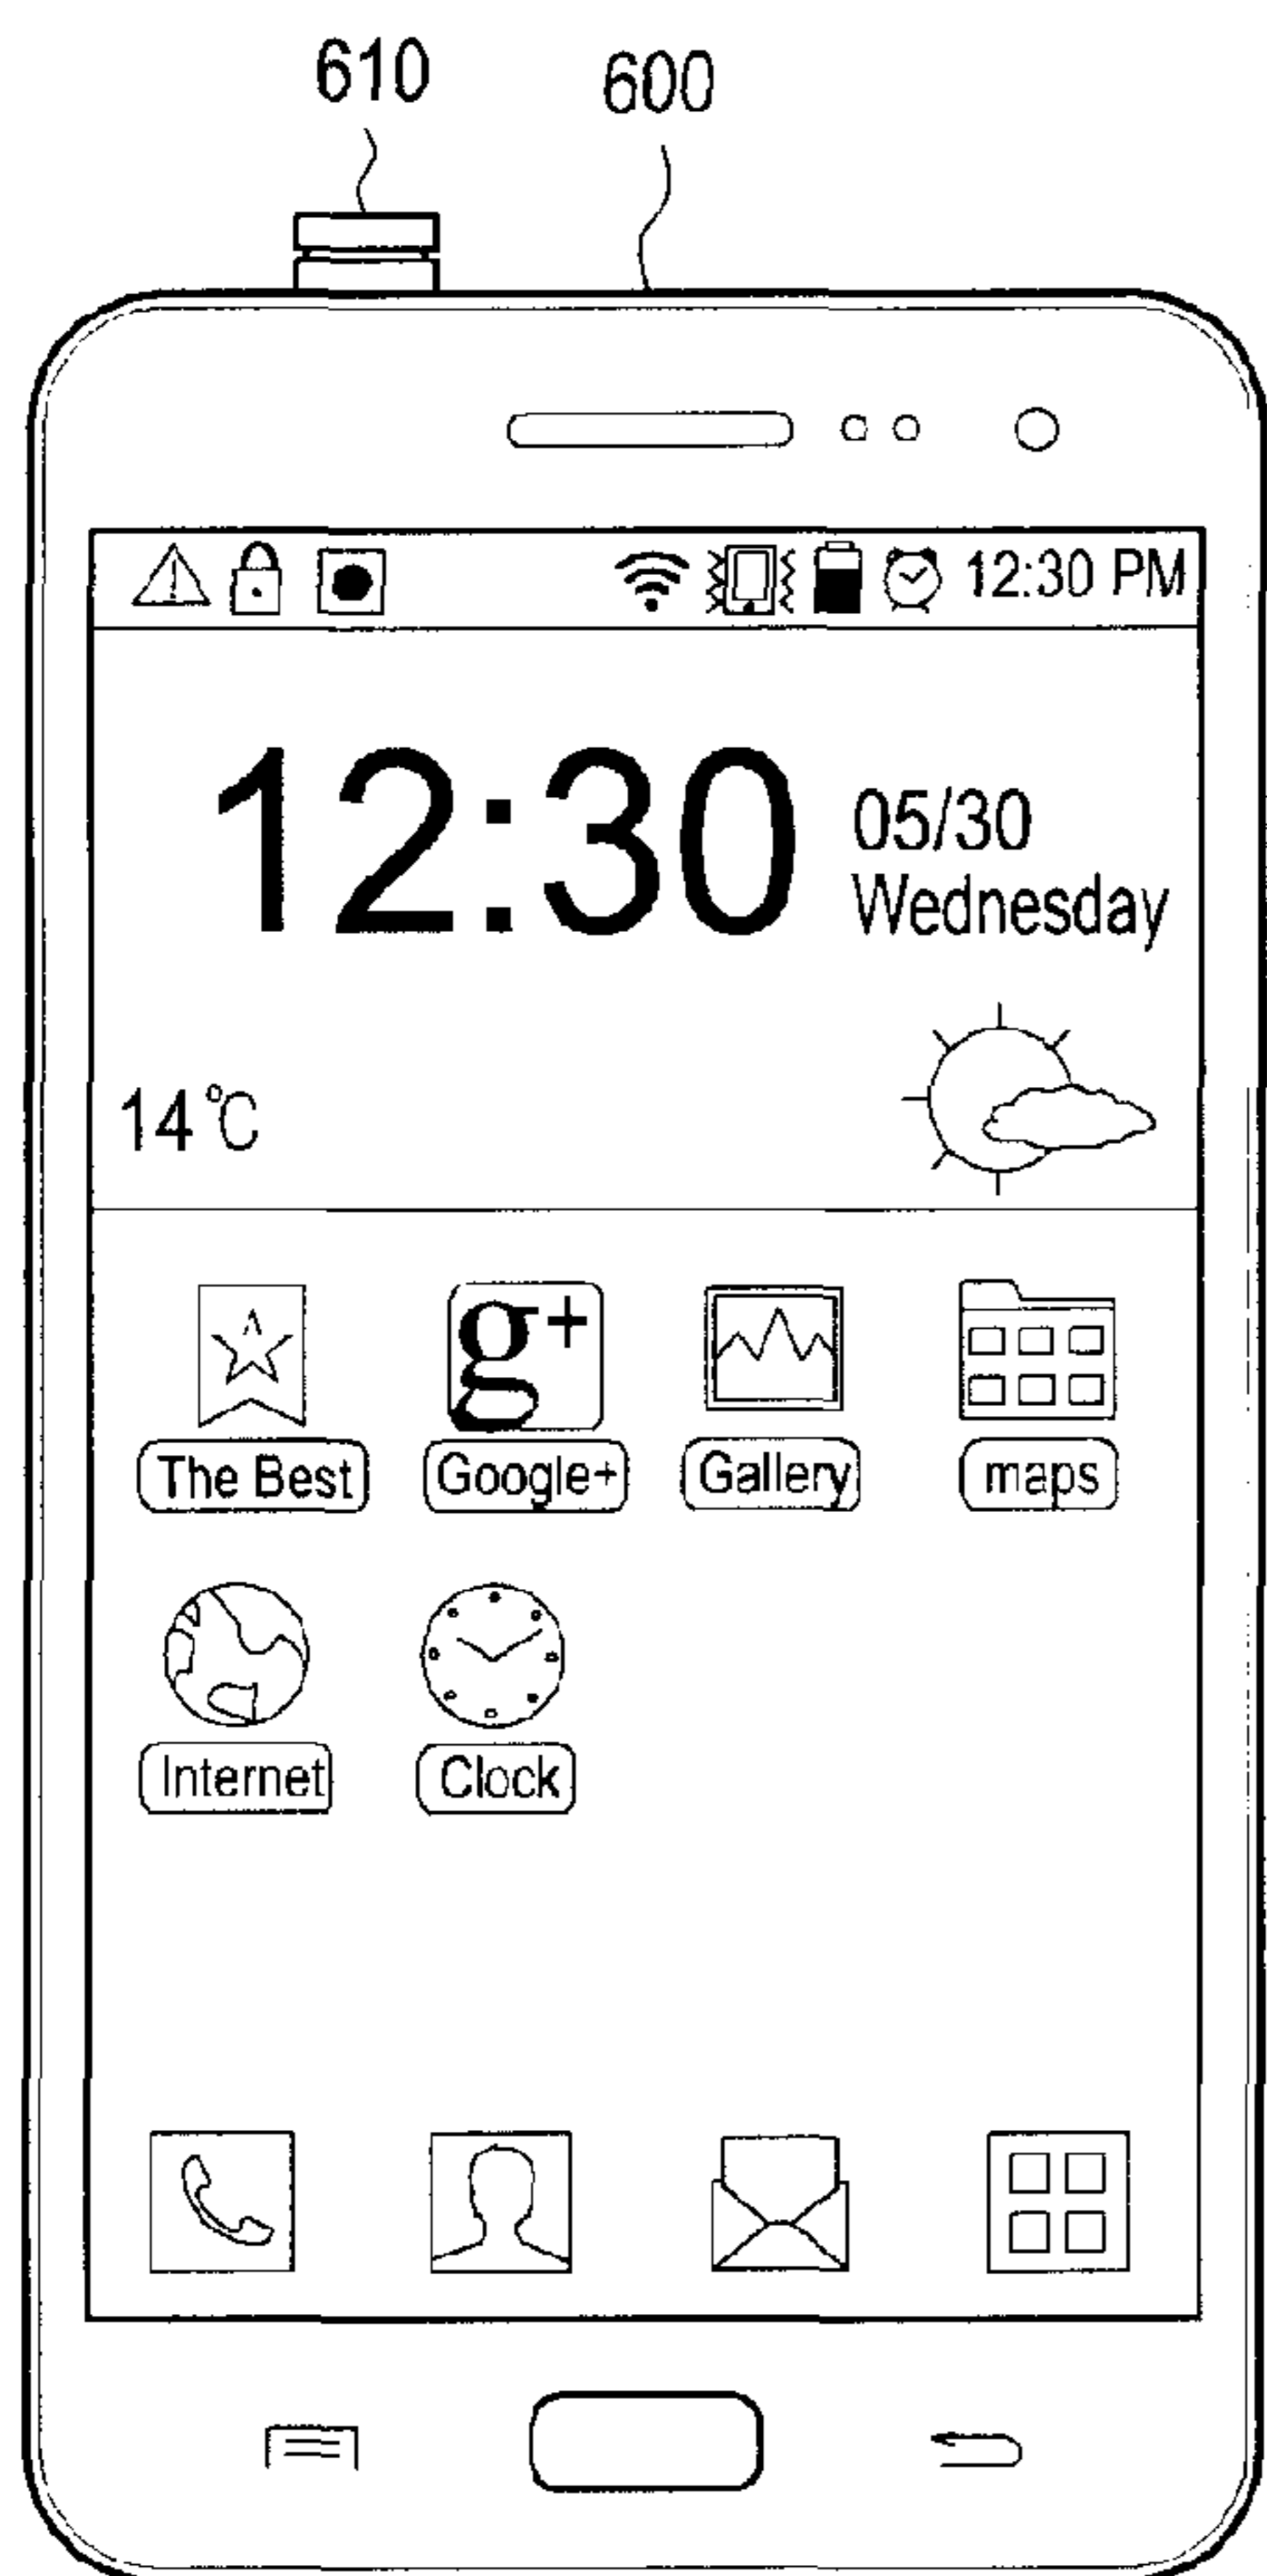 610 600
12:30 PM
12:30
05/30
Wednesday
14°C
g+
The Best Google+ Gallery maps
Internet Clock